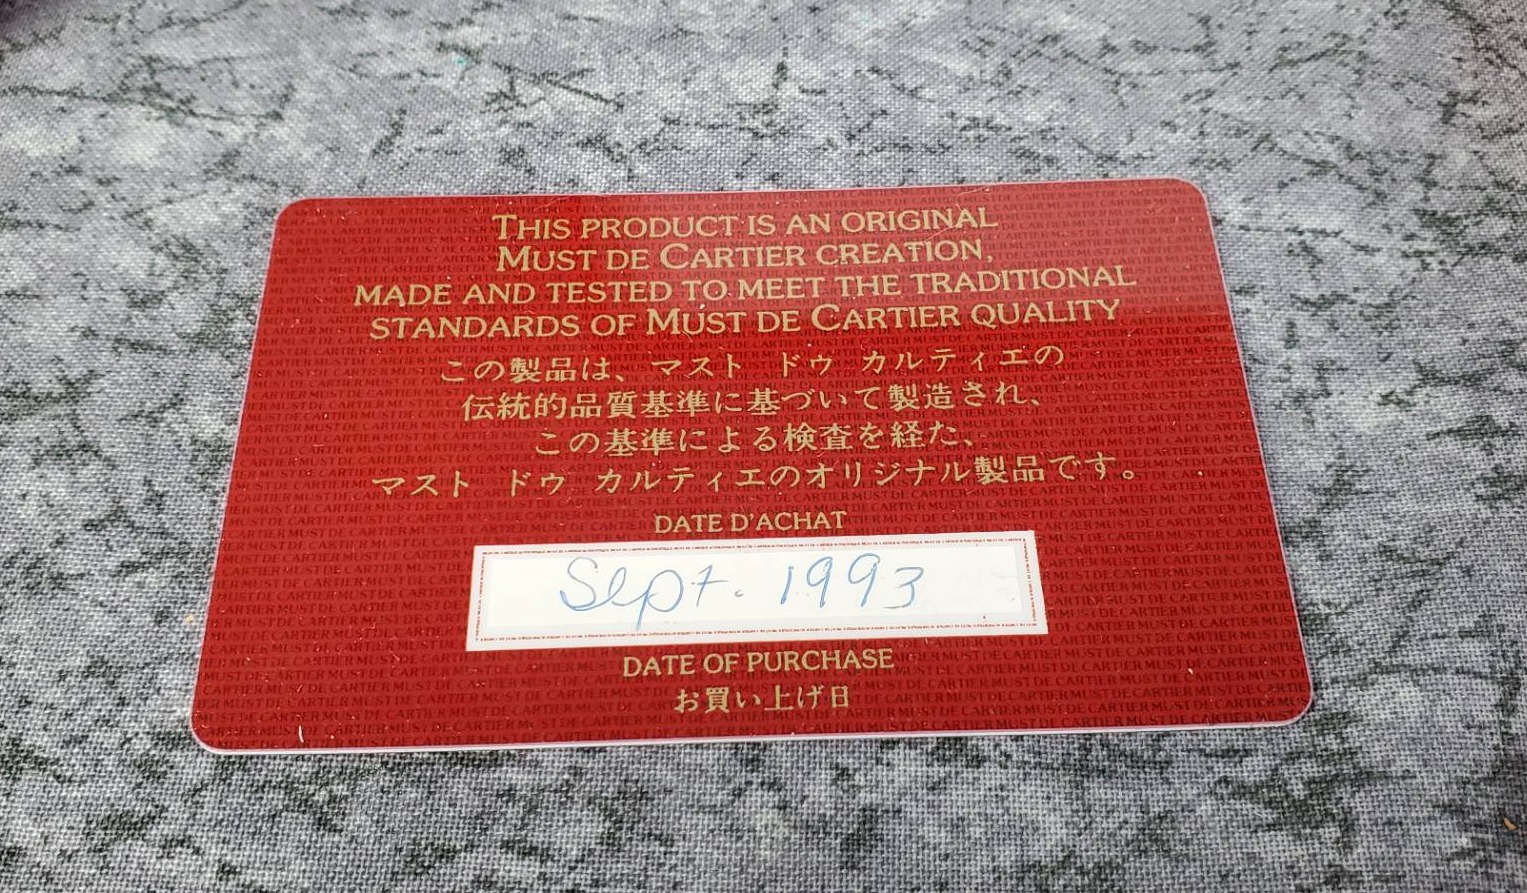 THIS PRODUCT IS AN ORIGINAL
MUST DE CARTIER CREATION,
MADE AND TESTED TO MEET THE TRADITIONAL
STANDARDS OF MUST DE CARTIER QUALITY
この製品は、マスト ドゥ カルティエの
伝統的品質基準に基づいて製造され、
この基準による検査を経た、
マスト ドゥ カルティエのオリジナル製品です。
DATE D'ACHAT
Sept. 1993
DATE OF PURCHASE
お買い上げ日